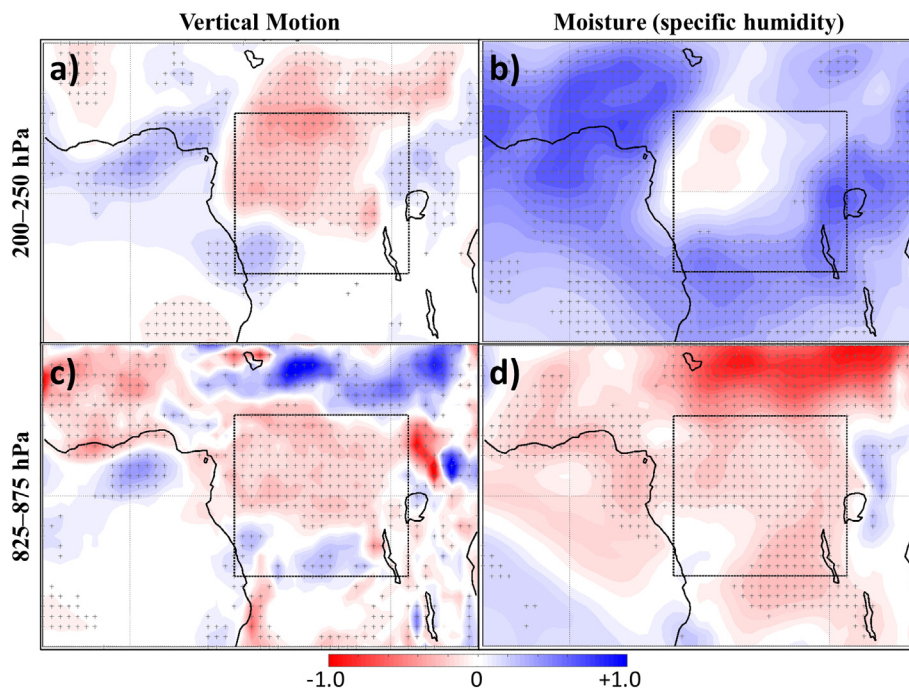 Vertical Motion
Moisture (specific humidity)
200–250 hPa
a)
b)
825–875 hPa
c)
d)
-1.0
0
+1.0